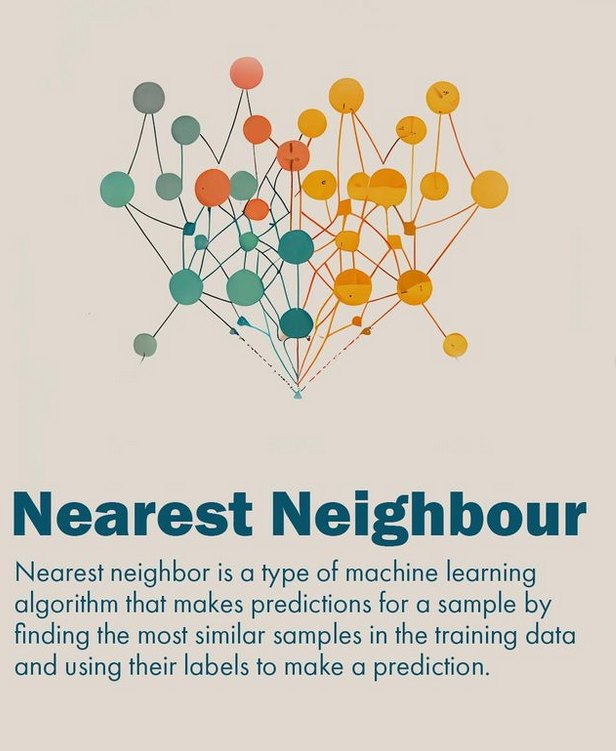 Nearest Neighbour
Nearest neighbor is a type of machine learning
algorithm that makes predictions for a sample by
finding the most similar samples in the training data
and using their labels to make a prediction.